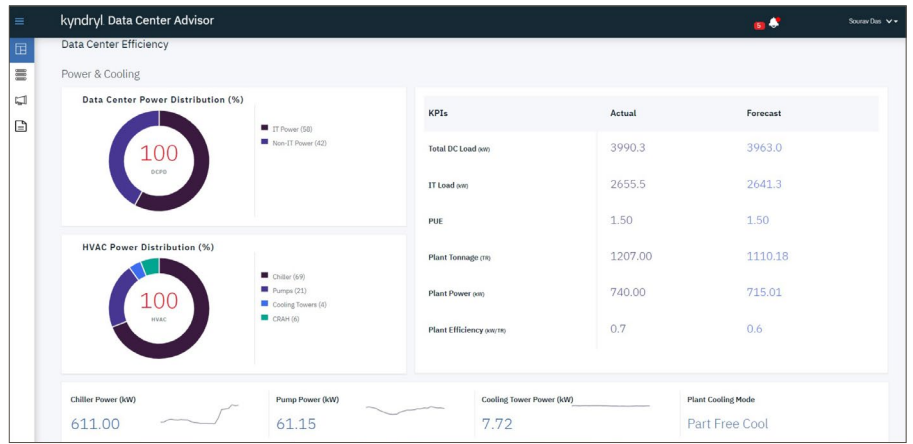 kyndryl Data Center Advisor
5
Sourav Das
Data Center Efficiency
Power & Cooling
Data Center Power Distribution (%)
100
DCPD
IT Power (58)
Non-IT Power (42)
HVAC Power Distribution (%)
100
HVAC
Chiller (69)
Pumps (21)
Cooling Towers (4)
CRAH (6)
KPIs Actual Forecast
Total DC Load (kW) 3990.3 3963.0
IT Load (kW) 2655.5 2641.3
PUE 1.50 1.50
Plant Tonnage (TR) 1207.00 1110.18
Plant Power (kW) 740.00 715.01
Plant Efficiency (kW/TR) 0.7 0.6
Chiller Power (kW)
611.00
Pump Power (kW)
61.15
Cooling Tower Power (kW)
7.72
Plant Cooling Mode
Part Free Cool